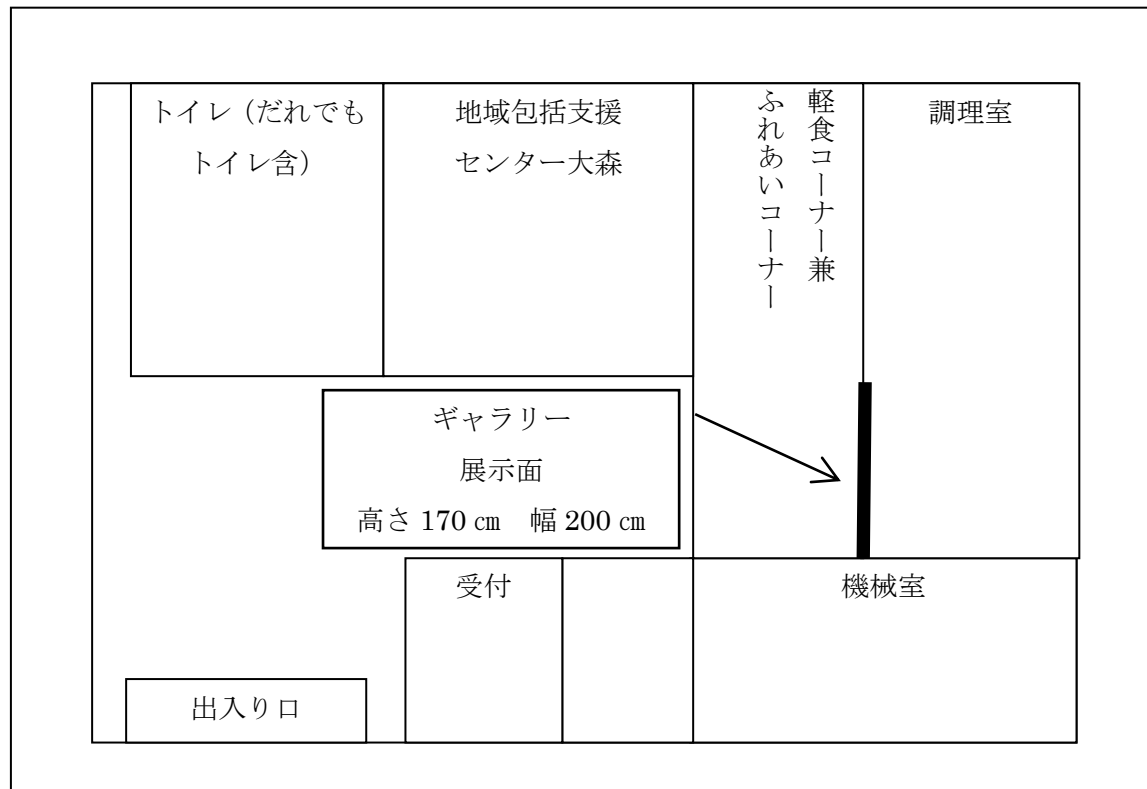 トイレ（だれでも
トイレ含）
地域包括支援
センター大森
軽食コーナー兼
ふれあいコーナー
調理室
ギャラリー
展示面
高さ 170 ㎝　幅 200 ㎝
受付
機械室
出入り口